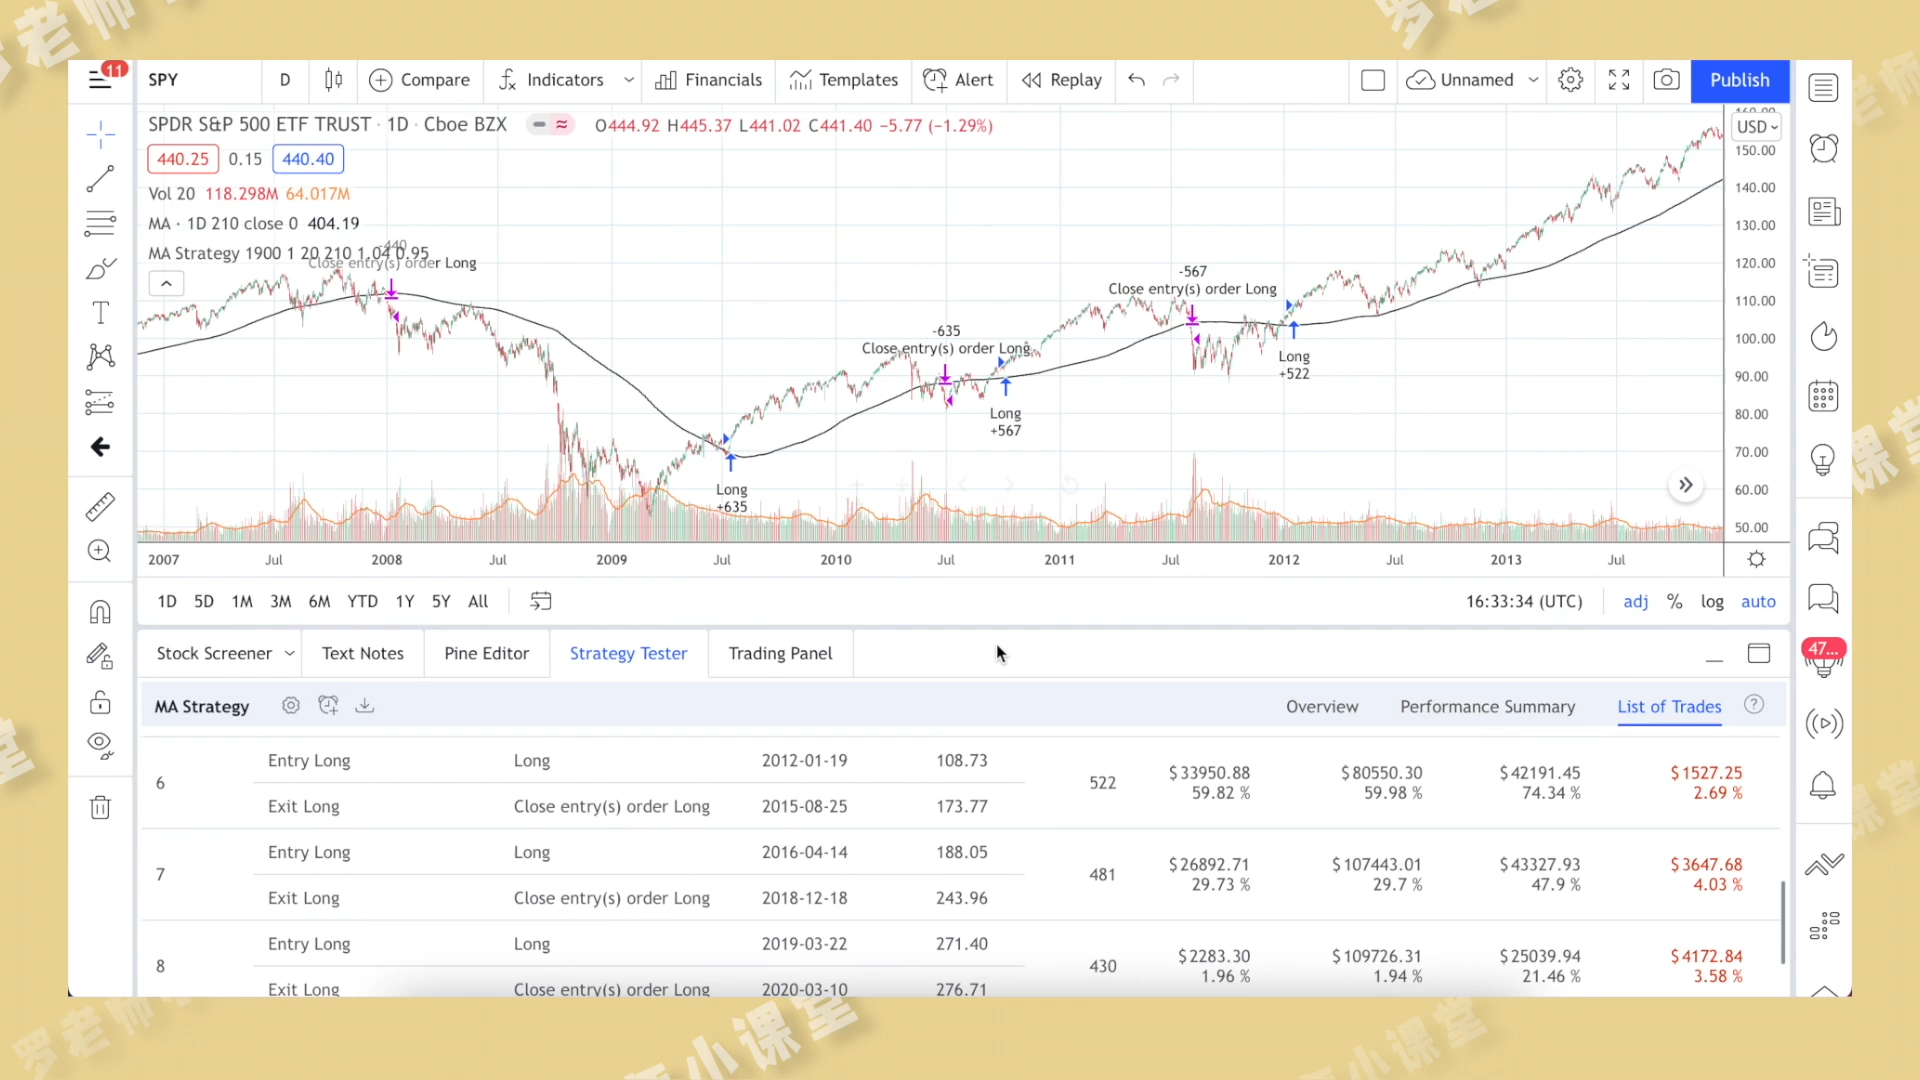 11
SPY
D
Compare
Indicators
Financials
Templates
Alert
Replay
Unnamed
Publish
SPDR S&P 500 ETF TRUST · 1D · Cboe BZX
O444.92 H445.37 L441.02 C441.40 −5.77 (−1.29%)
USD
440.25 0.15 440.40
Vol 20 118.298M 64.017M
MA · 1D 210 close 0 404.19
MA Strategy 1900 1 20 210 1.04 0.95
-440
Close entry(s) order Long
-635
Close entry(s) order Long
-567
Close entry(s) order Long
Long
+635
Long
+567
Long
+522
160.00
150.00
140.00
130.00
120.00
110.00
100.00
90.00
80.00
70.00
60.00
50.00
2007 Jul 2008 Jul 2009 Jul 2010 Jul 2011 Jul 2012 Jul 2013 Jul
1D 5D 1M 3M 6M YTD 1Y 5Y All
16:33:34 (UTC) adj % log auto
Stock Screener Text Notes Pine Editor Strategy Tester Trading Panel
47...
MA Strategy
Overview Performance Summary List of Trades
6
Entry Long Long 2012-01-19 108.73
Exit Long Close entry(s) order Long 2015-08-25 173.77
522
$33950.88 $80550.30 $42191.45 $1527.25
59.82 % 59.98 % 74.34 % 2.69 %
7
Entry Long Long 2016-04-14 188.05
Exit Long Close entry(s) order Long 2018-12-18 243.96
481
$26892.71 $107443.01 $43327.93 $3647.68
29.73 % 29.7 % 47.9 % 4.03 %
8
Entry Long Long 2019-03-22 271.40
Exit Long Close entry(s) order Long 2020-03-10 276.71
430
$2283.30 $109726.31 $25039.94 $4172.84
1.96 % 1.94 % 21.46 % 3.58 %
小课堂